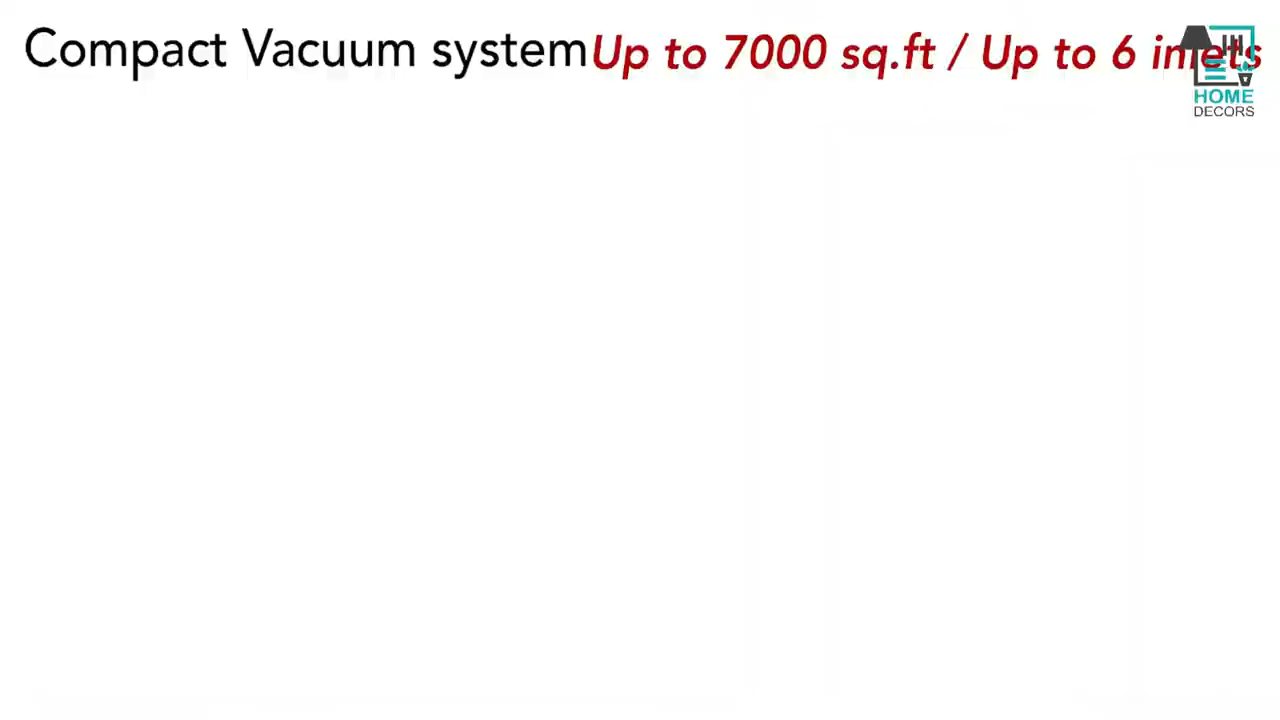 Compact Vacuum system Up to 7000 sq.ft / Up to 6 inlets
HOME
DECORS